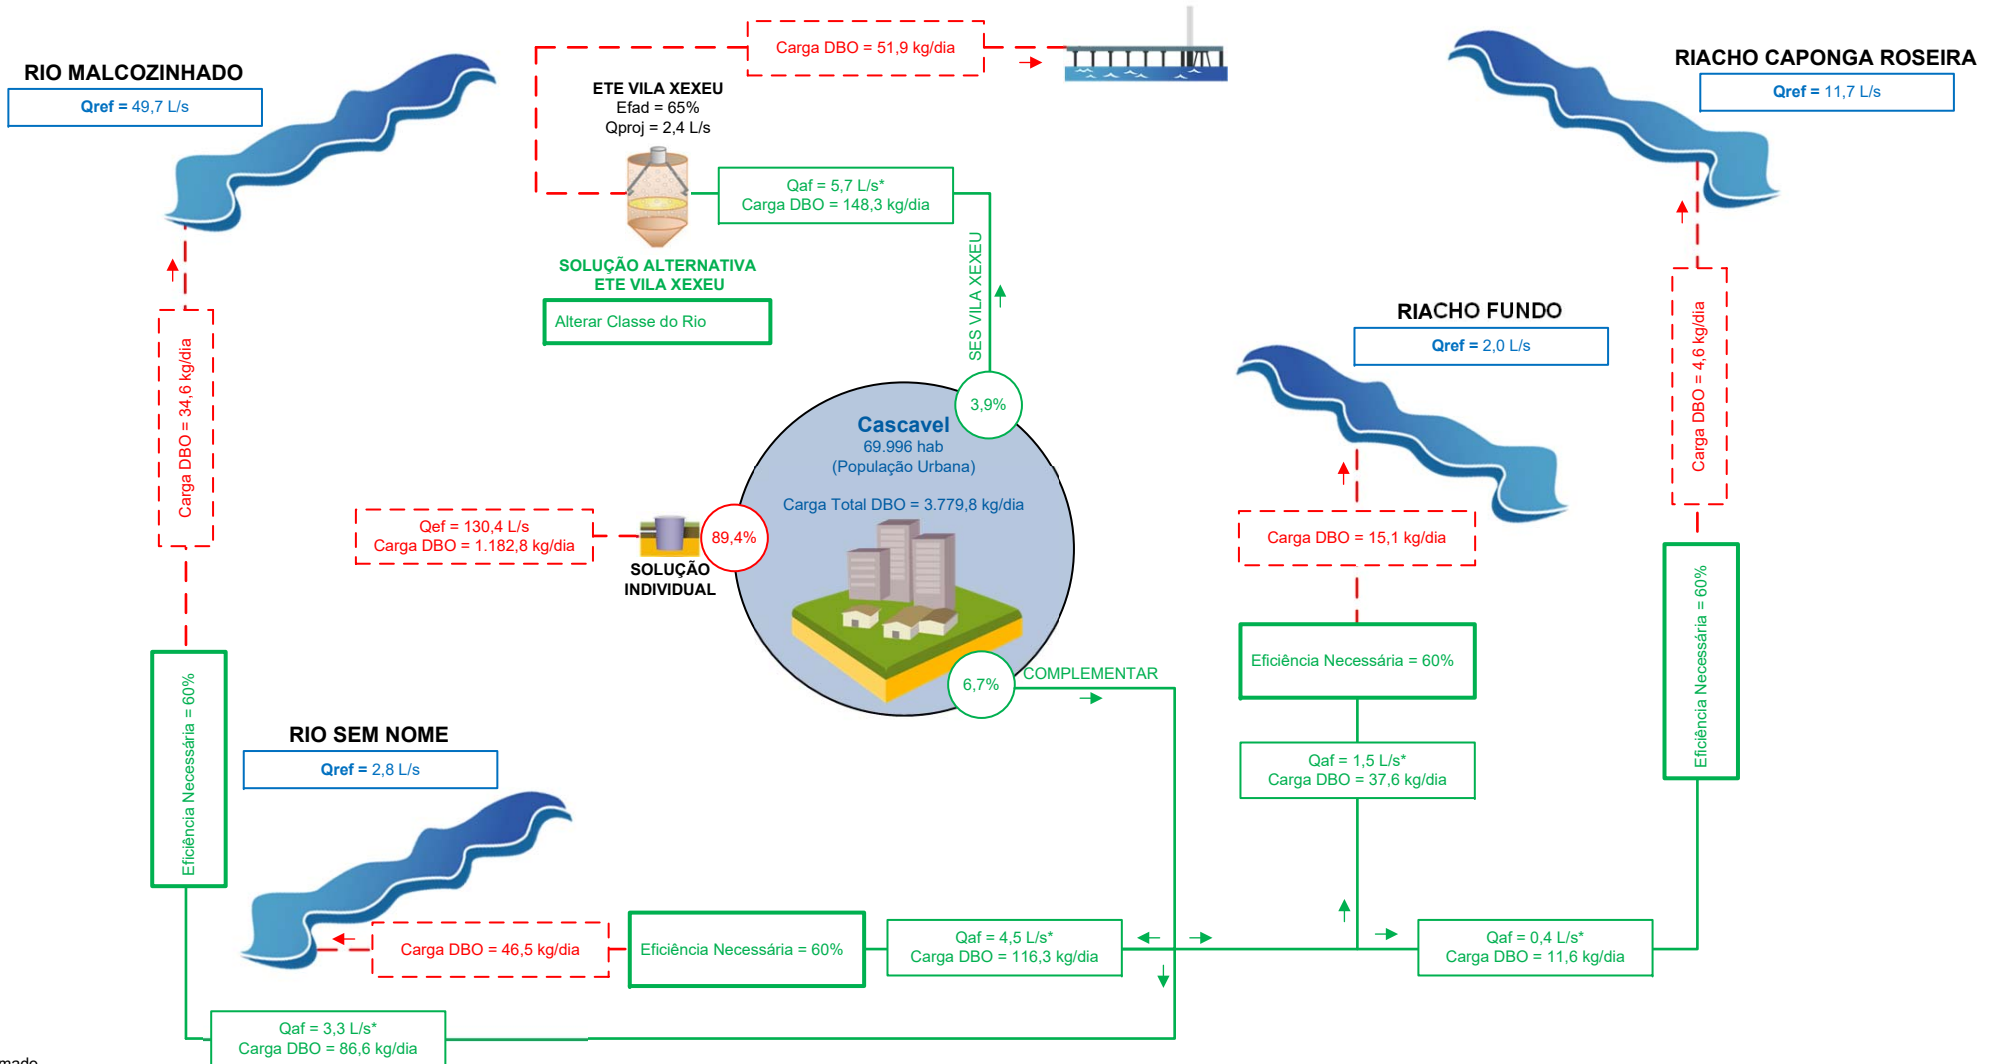 RIO MALCOZINHADO
Qref = 49,7 L/s
Carga DBO = 34,6 kg/dia
Eficiência Necessária = 60%
Qaf = 3,3 L/s*
Carga DBO = 86,6 kg/dia
Carga DBO = 51,9 kg/dia
ETE VILA XEXEU
Efad = 65%
Qproj = 2,4 L/s
Qaf = 5,7 L/s*
Carga DBO = 148,3 kg/dia
SOLUÇÃO ALTERNATIVA
ETE VILA XEXEU
Alterar Classe do Rio
SES VILA XEXEU
3,9%
Cascavel
69.996 hab
(População Urbana)
Carga Total DBO = 3.779,8 kg/dia
89,4%
Qef = 130,4 L/s
Carga DBO = 1.182,8 kg/dia
SOLUÇÃO
INDIVIDUAL
6,7%
COMPLEMENTAR
RIO SEM NOME
Qref = 2,8 L/s
Carga DBO = 46,5 kg/dia
Eficiência Necessária = 60%
Qaf = 4,5 L/s*
Carga DBO = 116,3 kg/dia
RIACHO FUNDO
Qref = 2,0 L/s
Carga DBO = 15,1 kg/dia
Eficiência Necessária = 60%
Qaf = 1,5 L/s*
Carga DBO = 37,6 kg/dia
RIACHO CAPONGA ROSEIRA
Qref = 11,7 L/s
Carga DBO = 4,6 kg/dia
Eficiência Necessária = 60%
Qaf = 0,4 L/s*
Carga DBO = 11,6 kg/dia